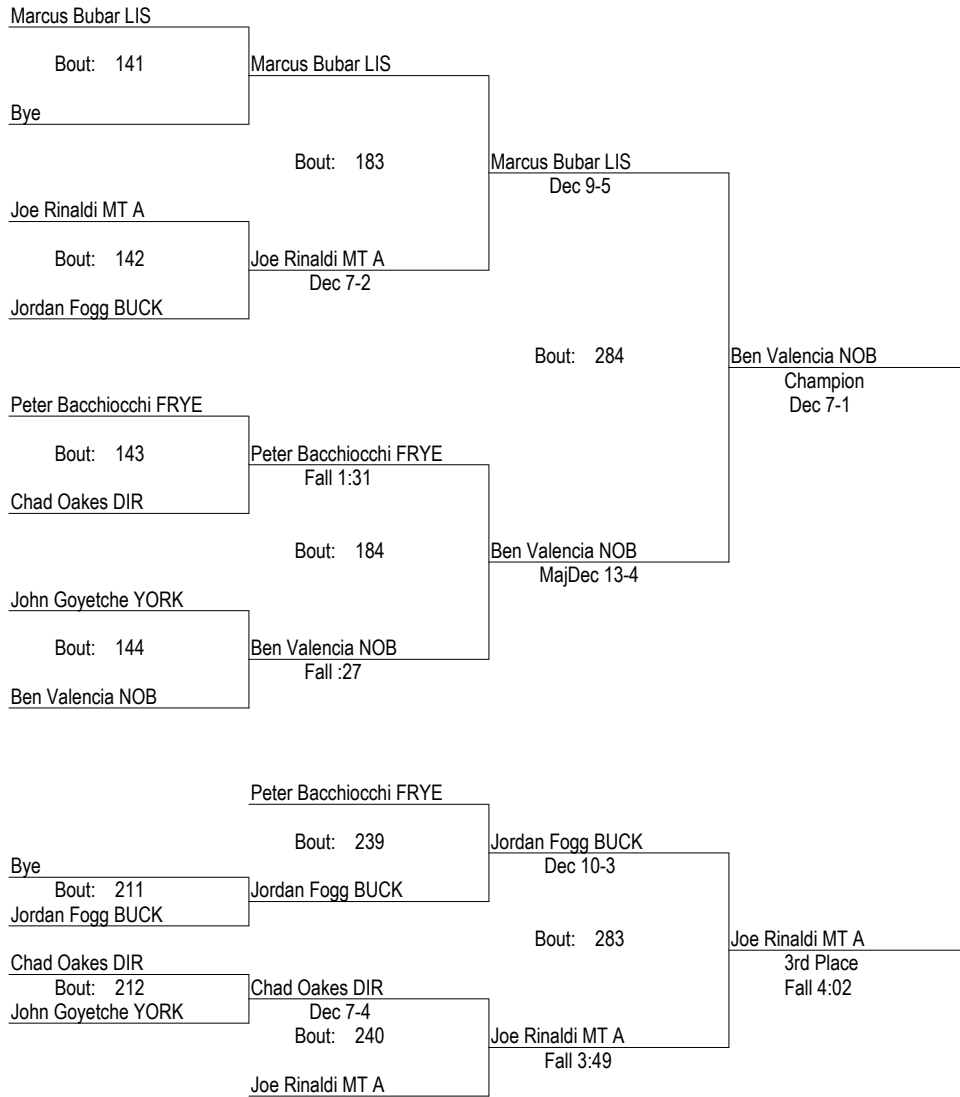 Marcus Bubar LIS
Bout: 141
Marcus Bubar LIS
Bye
Bout: 183
Marcus Bubar LIS
Dec 9-5
Joe Rinaldi MT A
Bout: 142
Joe Rinaldi MT A
Dec 7-2
Jordan Fogg BUCK
Bout: 284
Ben Valencia NOB
Champion
Dec 7-1
Peter Bacchiocchi FRYE
Bout: 143
Peter Bacchiocchi FRYE
Fall 1:31
Chad Oakes DIR
Bout: 184
Ben Valencia NOB
MajDec 13-4
John Goyetche YORK
Bout: 144
Ben Valencia NOB
Fall :27
Ben Valencia NOB
Peter Bacchiocchi FRYE
Bout: 239
Jordan Fogg BUCK
Dec 10-3
Bye
Bout: 211
Jordan Fogg BUCK
Jordan Fogg BUCK
Bout: 283
Joe Rinaldi MT A
3rd Place
Fall 4:02
Chad Oakes DIR
Bout: 212
Chad Oakes DIR
Dec 7-4
John Goyetche YORK
Bout: 240
Joe Rinaldi MT A
Fall 3:49
Joe Rinaldi MT A